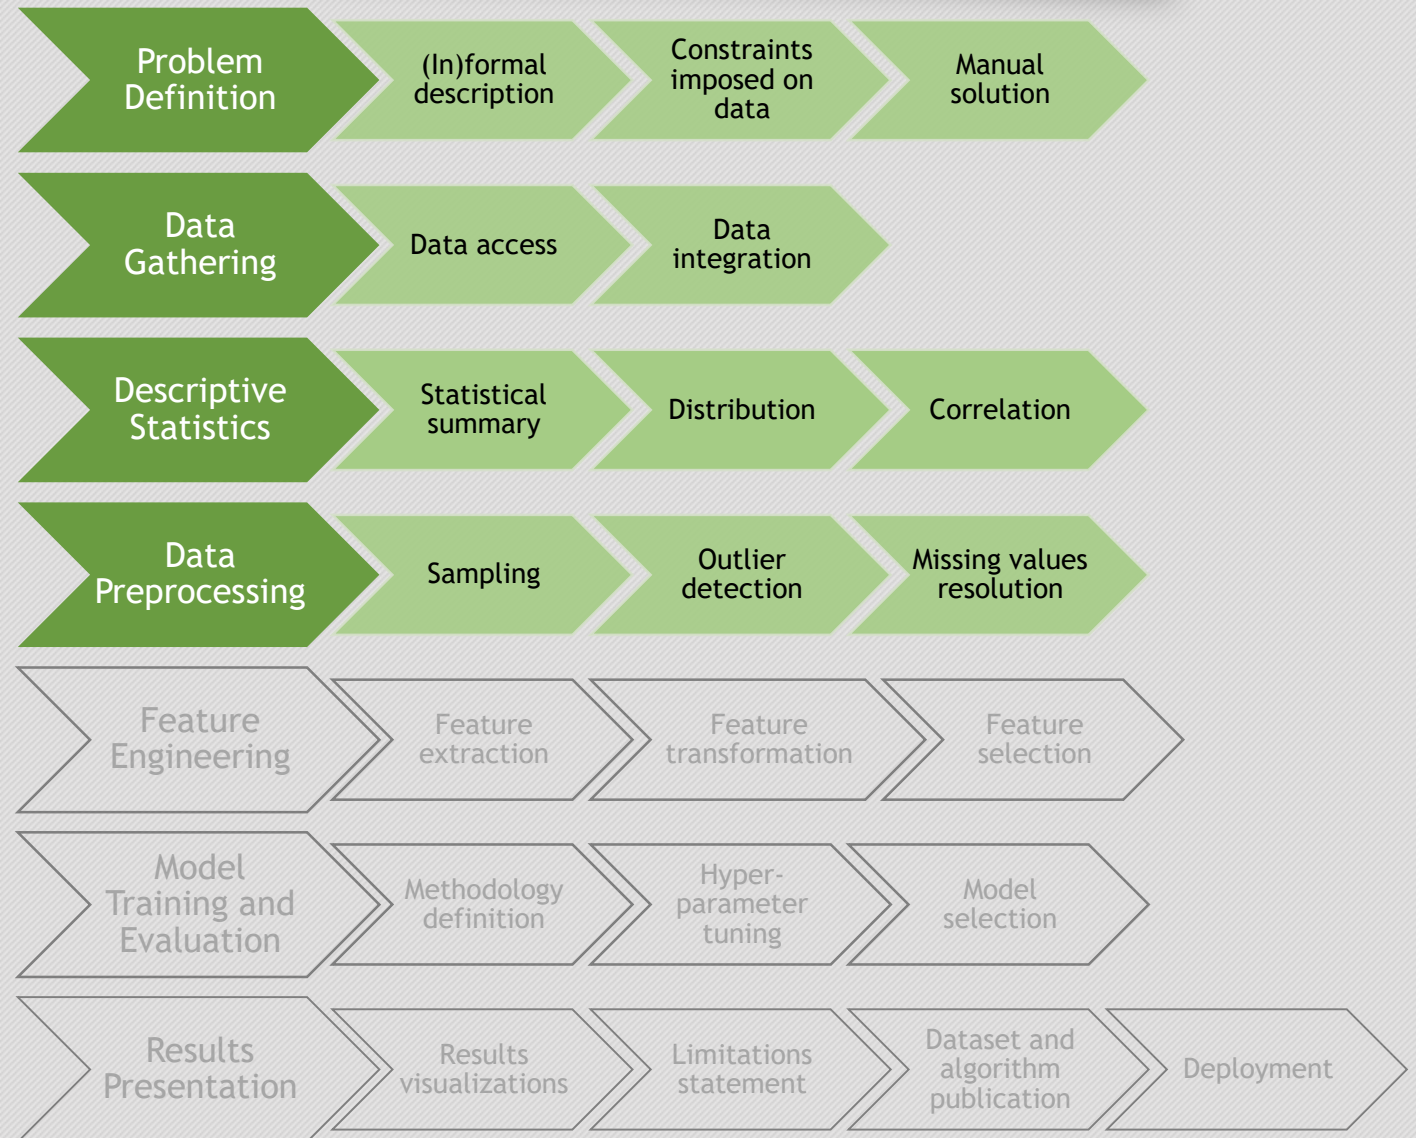 Problem
Definition
(In)formal
description
Constraints
imposed on
data
Manual
solution
Data
Gathering
Data access
Data
integration
Descriptive
Statistics
Statistical
summary
Distribution
Correlation
Data
Preprocessing
Sampling
Outlier
detection
Missing values
resolution
Feature
Engineering
Feature
extraction
Feature
transformation
Feature
selection
Model
Training and
Evaluation
Methodology
definition
Hyper-
parameter
tuning
Model
selection
Results
Presentation
Results
visualizations
Limitations
statement
Dataset and
algorithm
publication
Deployment